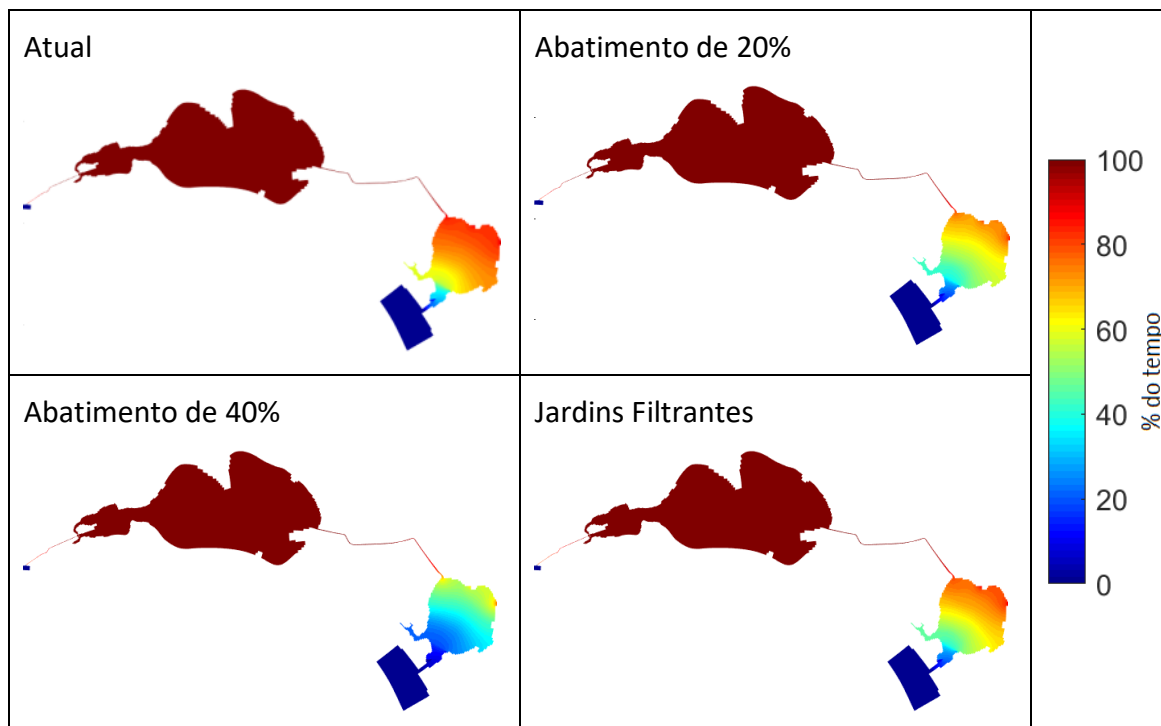 Atual
Abatimento de 20%
Abatimento de 40%
Jardins Filtrantes
100
80
60
40
20
0
% do tempo